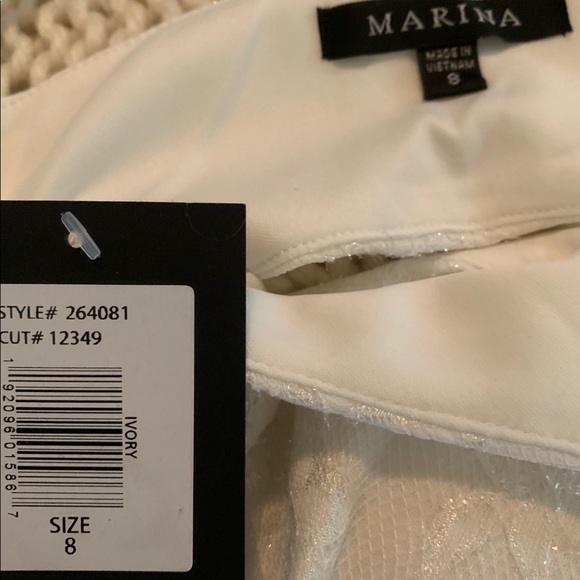 MARINA
MADE IN
VIETNAM
8
STYLE# 264081
CUT# 12349
IVORY
1 92096 01586 7
SIZE
8